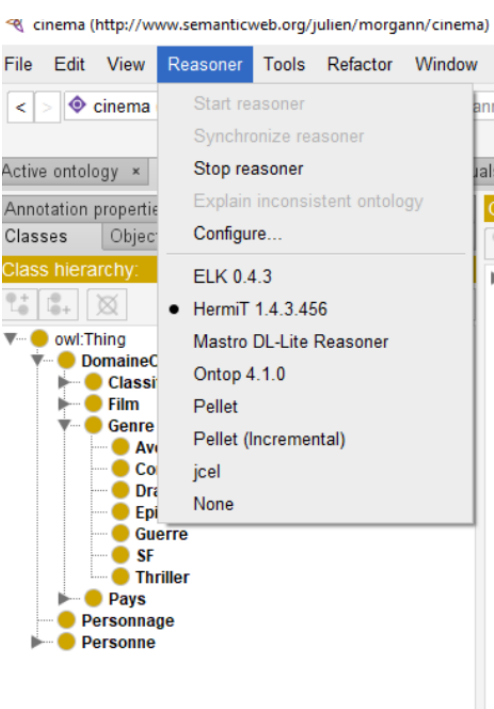 cinema (http://www.semanticweb.org/julien/morgann/cinema)
File Edit View Reasoner Tools Refactor Window
< > cinema
Start reasoner
Synchronize reasoner
Active ontology ×
Stop reasoner
Explain inconsistent ontology
Classes
Configure...
Class hierarchy:
ELK 0.4.3
HermiT 1.4.3.456
Mastro DL-Lite Reasoner
Ontop 4.1.0
Pellet
Pellet (Incremental)
jcel
None
owl:Thing
Film
Genre
Guerre
SF
Thriller
Pays
Personnage
Personne